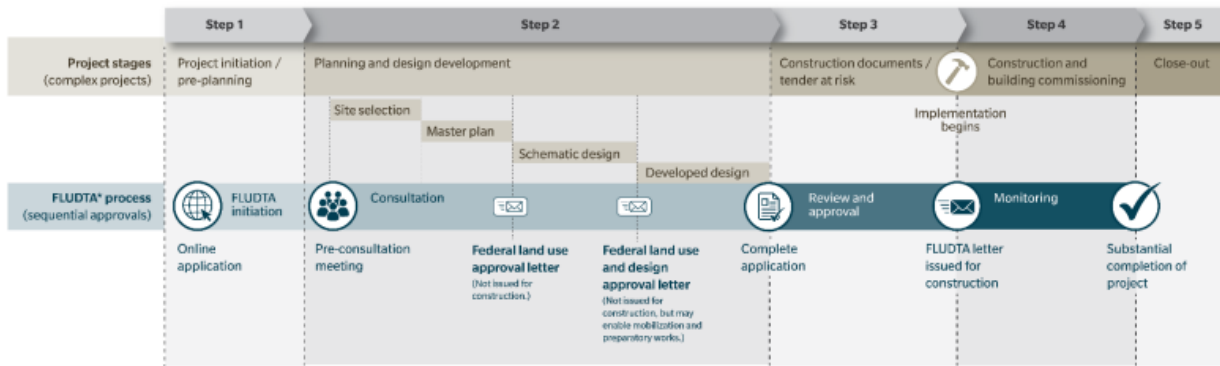 Step 1
Step 2
Step 3
Step 4
Step 5
Project stages
(complex projects)
Project initiation /
pre-planning
Planning and design development
Construction documents /
tender at risk
Construction and
building commissioning
Close-out
Site selection
Master plan
Schematic design
Developed design
Implementation
begins
FLUDTA* process
(sequential approvals)
FLUDTA
initiation
Consultation
Review and
approval
Monitoring
Online
application
Pre-consultation
meeting
Federal land use
approval letter
(Not issued for
construction.)
Federal land use
and design
approval letter
(Not issued for
construction, but may
enable mobilization and
preparatory works.)
Complete
application
FLUDTA letter
issued for
construction
Substantial
completion of
project